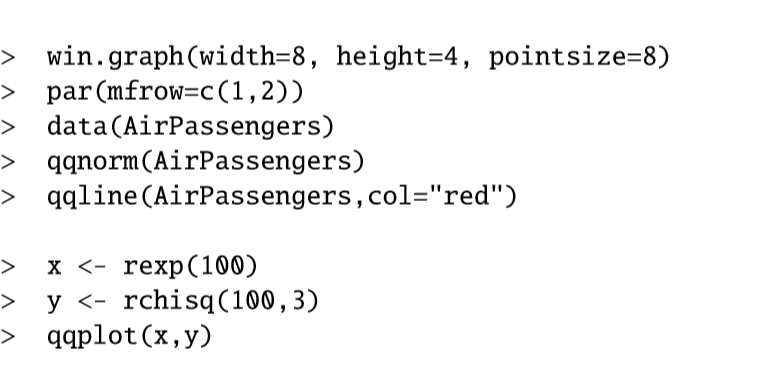 > win.graph(width=8, height=4, pointsize=8)
> par(mfrow=c(1,2))
> data(AirPassengers)
> qqnorm(AirPassengers)
> qqline(AirPassengers,col="red")
> x <- rexp(100)
> y <- rchisq(100,3)
> qqplot(x,y)